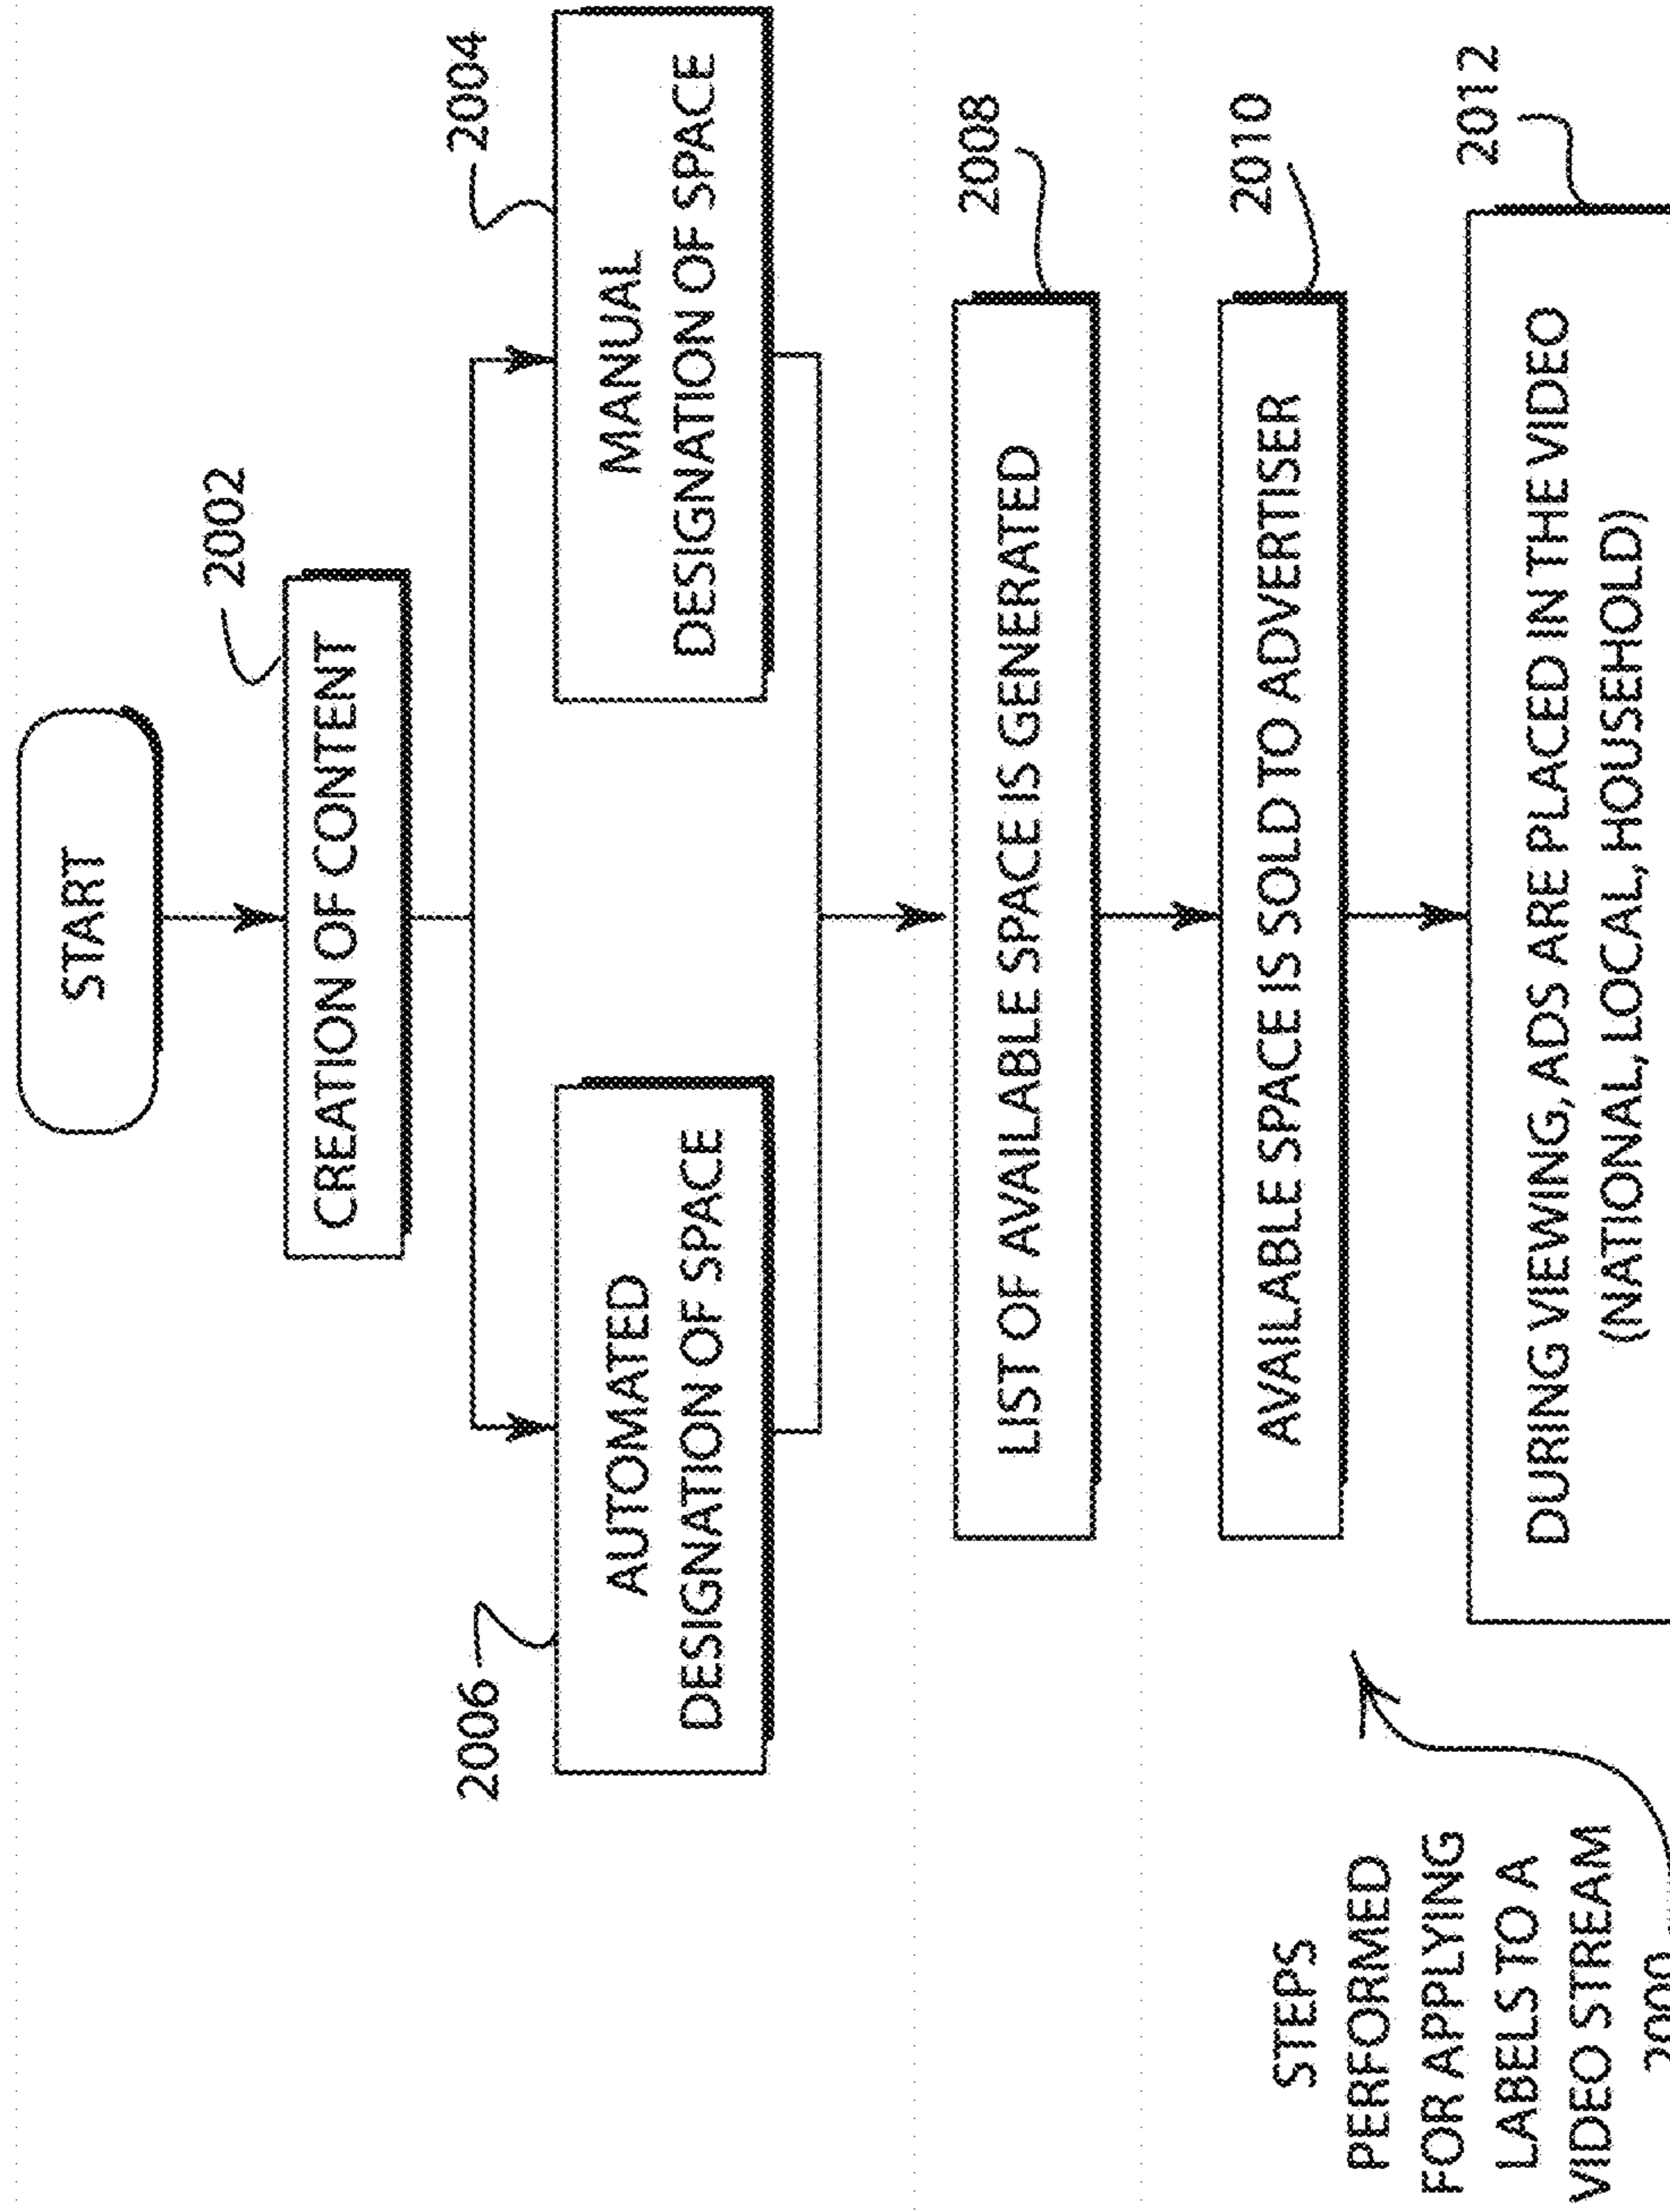 START
2002
CREATION OF CONTENT
2006
2004
AUTOMATED
DESIGNATION OF SPACE
MANUAL
DESIGNATION OF SPACE
2008
LIST OF AVAILABLE SPACE IS GENERATED
2010
AVAILABLE SPACE IS SOLD TO ADVERTISER
2012
DURING VIEWING, ADS ARE PLACED IN THE VIDEO
(NATIONAL, LOCAL, HOUSEHOLD)
STEPS
PERFORMED
FOR APPLYING
LABELS TO A
VIDEO STREAM
2000